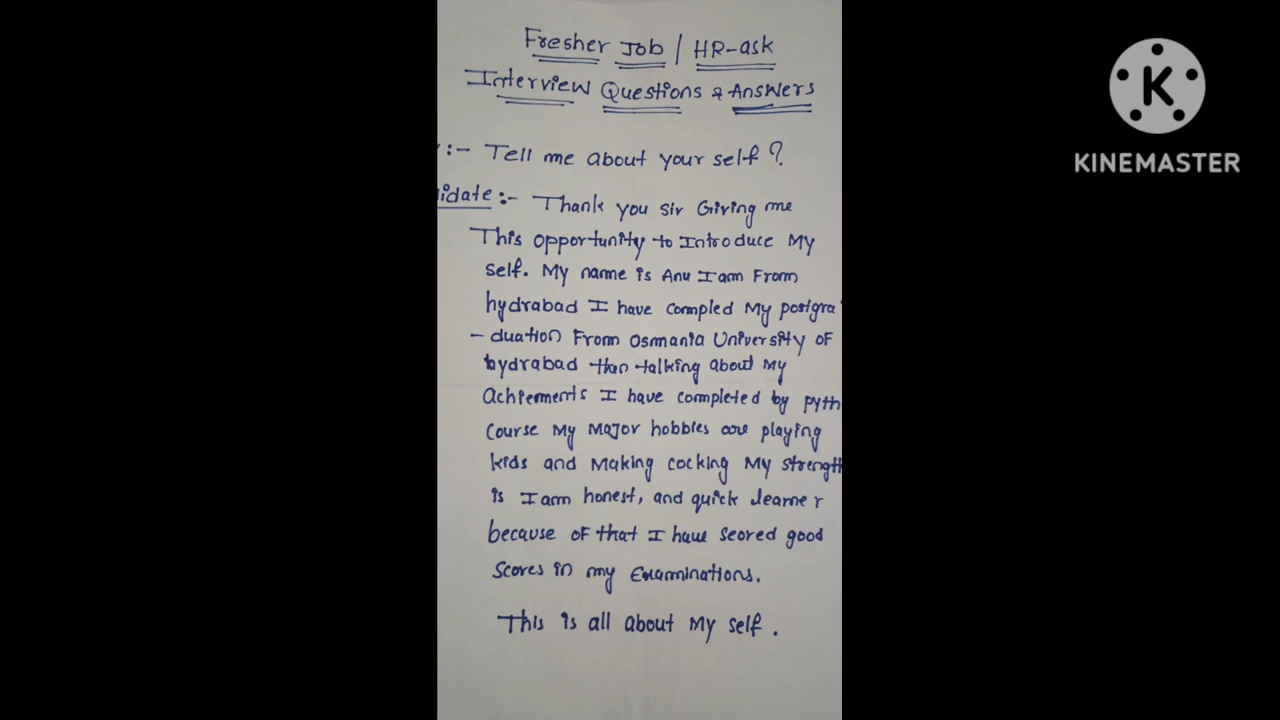 Fresher Job / HR-ask
Interview Questions & Answers
:- Tell me about your self ?
idate :- Thank you sir Giving me
This opportunity to Introduce My
self. My name is Anu I am From
hydrabad I have compled My postgra
- duation From Osmania University of
hydrabad than talking about My
achiements I have completed by pyth
course My Major hobbles are playing
kids and Making cocking My strengt
is I am honest, and quick learner
because of that I have scored good
scores in my Examinations.
This is all about My self .
K
KINEMASTER